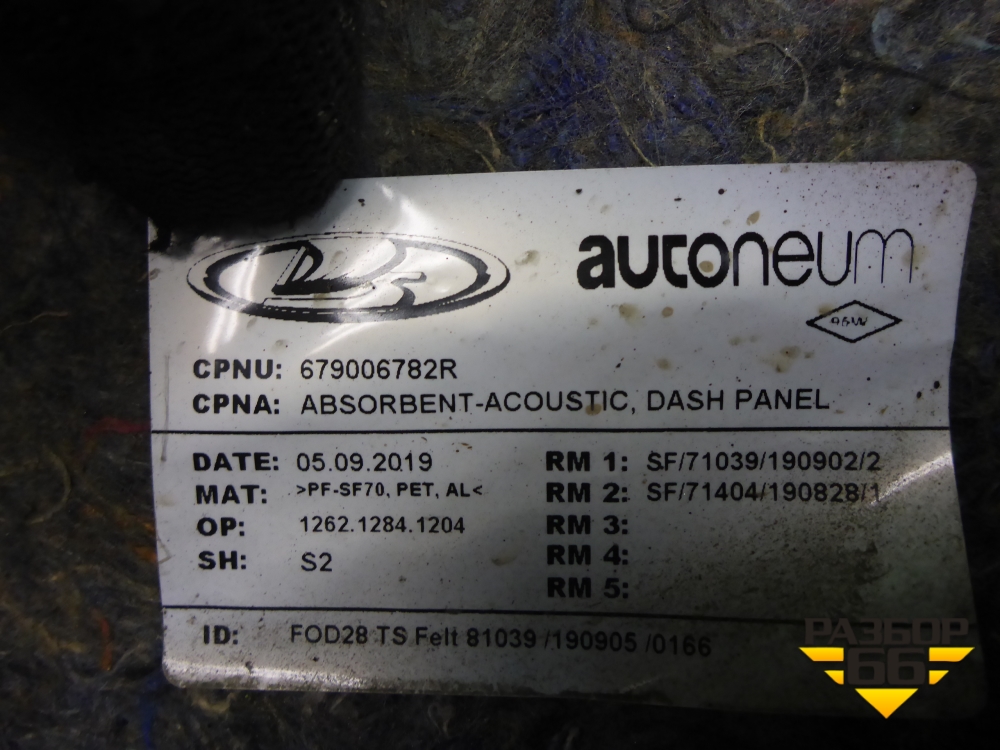 autoneum
96W
CPNU: 679006782R
CPNA: ABSORBENT-ACOUSTIC, DASH PANEL
DATE: 05.09.2019
MAT: >PF-SF70, PET, AL<
OP: 1262.1284.1204
SH: S2
RM 1: SF/71039/190902/2
RM 2: SF/71404/190828/1
RM 3:
RM 4:
RM 5:
ID: FOD28 TS Felt 81039 /190905 /0166
РАЗБОР
66